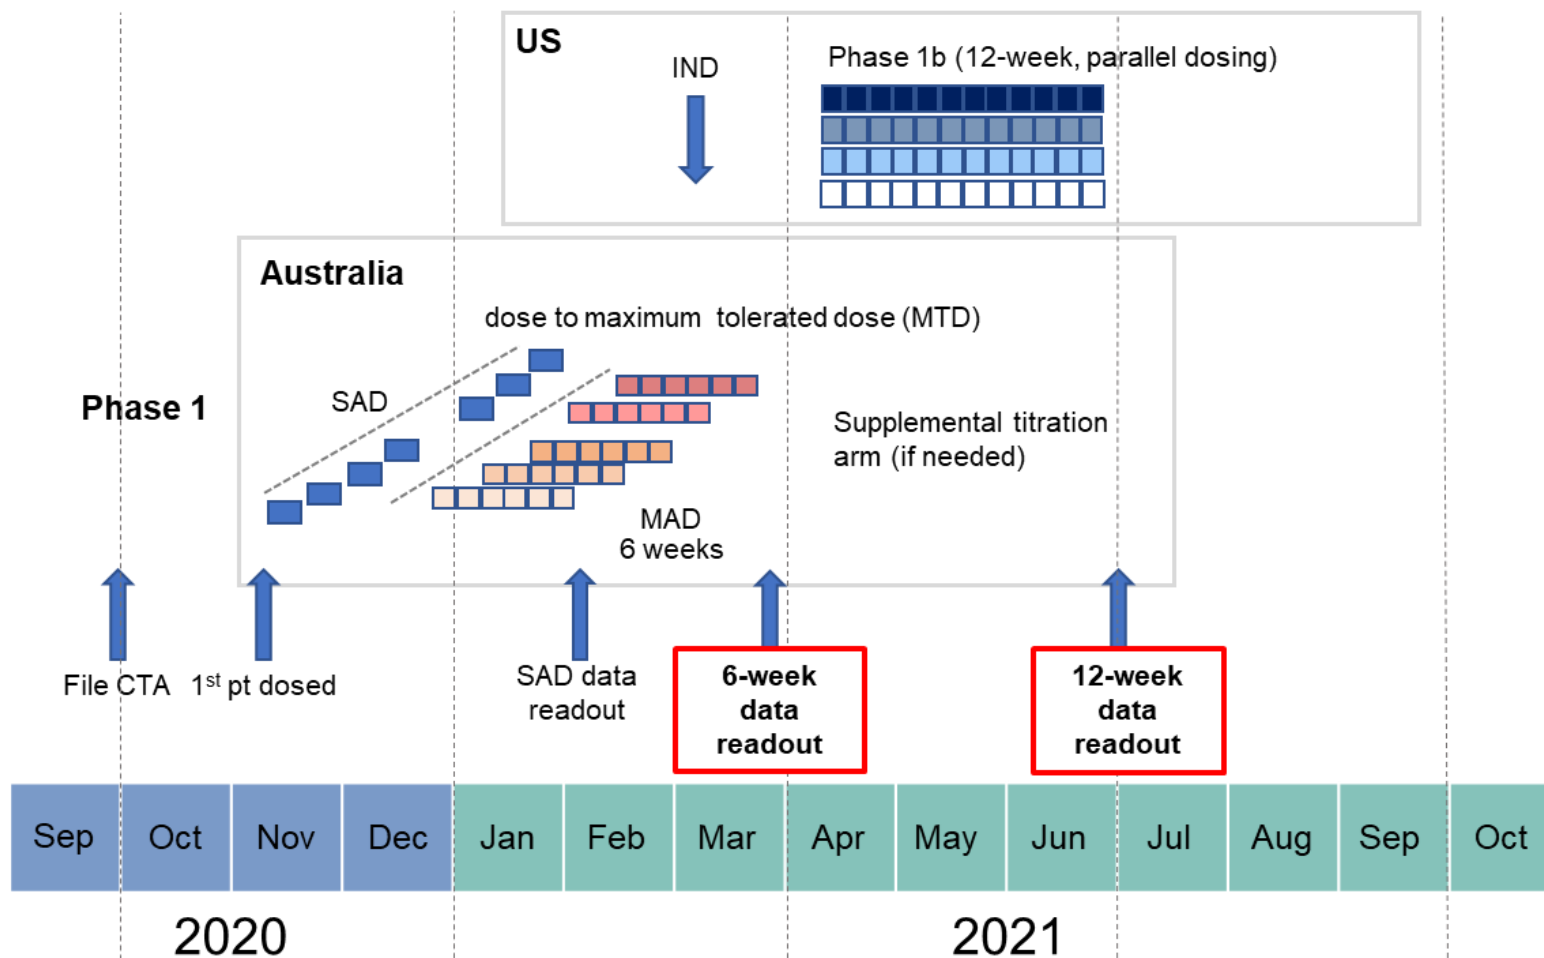 US
IND
Phase 1b (12-week, parallel dosing)
Australia
dose to maximum tolerated dose (MTD)
SAD
Phase 1
Supplemental titration
arm (if needed)
MAD
6 weeks
File CTA
1st pt dosed
SAD data
readout
6-week
data
readout
12-week
data
readout
Sep Oct Nov Dec Jan Feb Mar Apr May Jun Jul Aug Sep Oct
2020 2021